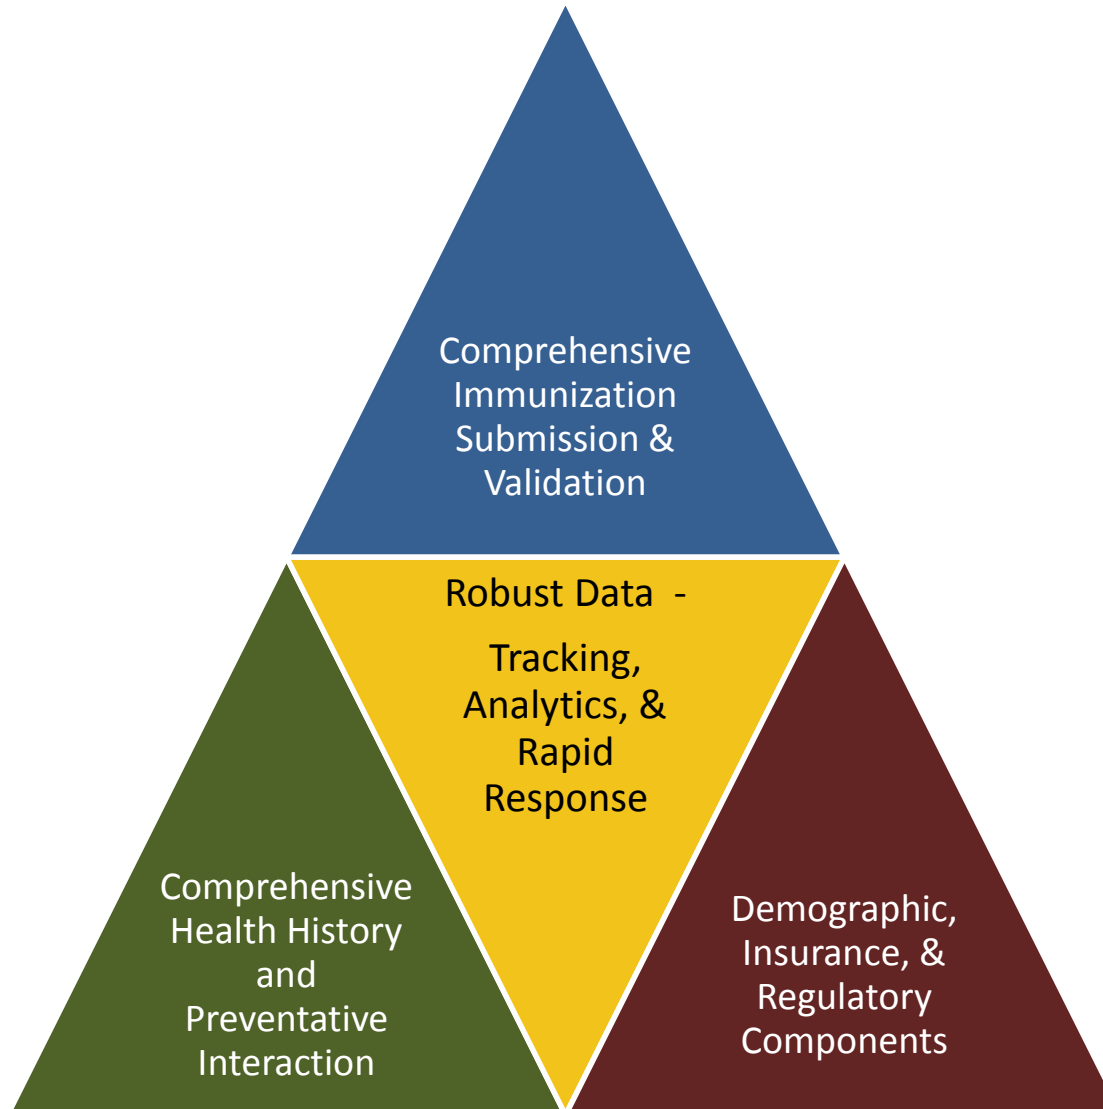 Comprehensive
Immunization
Submission &
Validation
Robust Data -
Tracking,
Analytics, &
Rapid
Response
Comprehensive
Health History
and
Preventative
Interaction
Demographic,
Insurance, &
Regulatory
Components